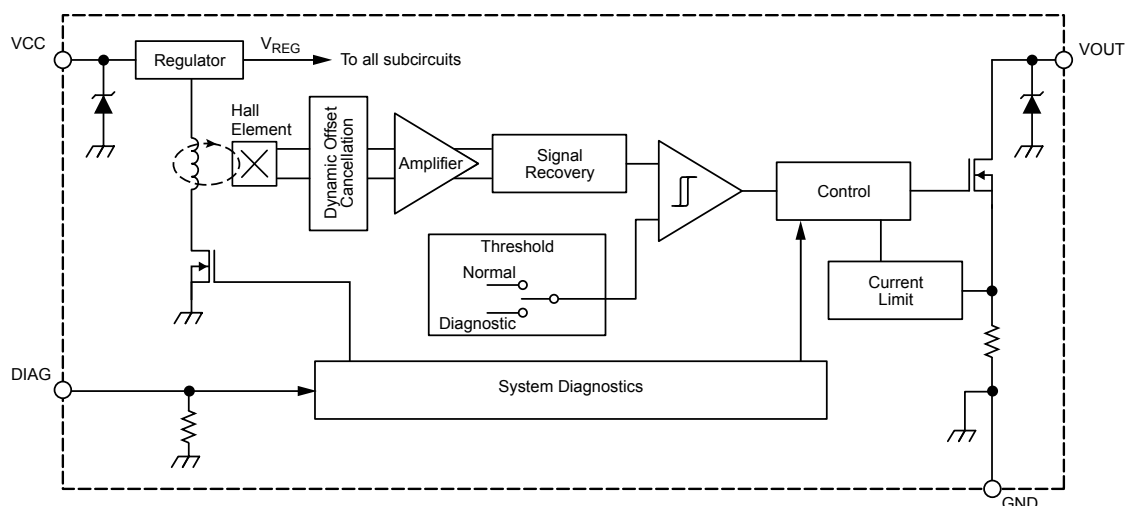 VCC
Regulator
VREG
To all subcircuits
VOUT
Hall
Element
Dynamic Offset
Cancellation
Amplifier
Signal
Recovery
Control
Threshold
Normal
Diagnostic
Current
Limit
DIAG
System Diagnostics
GND